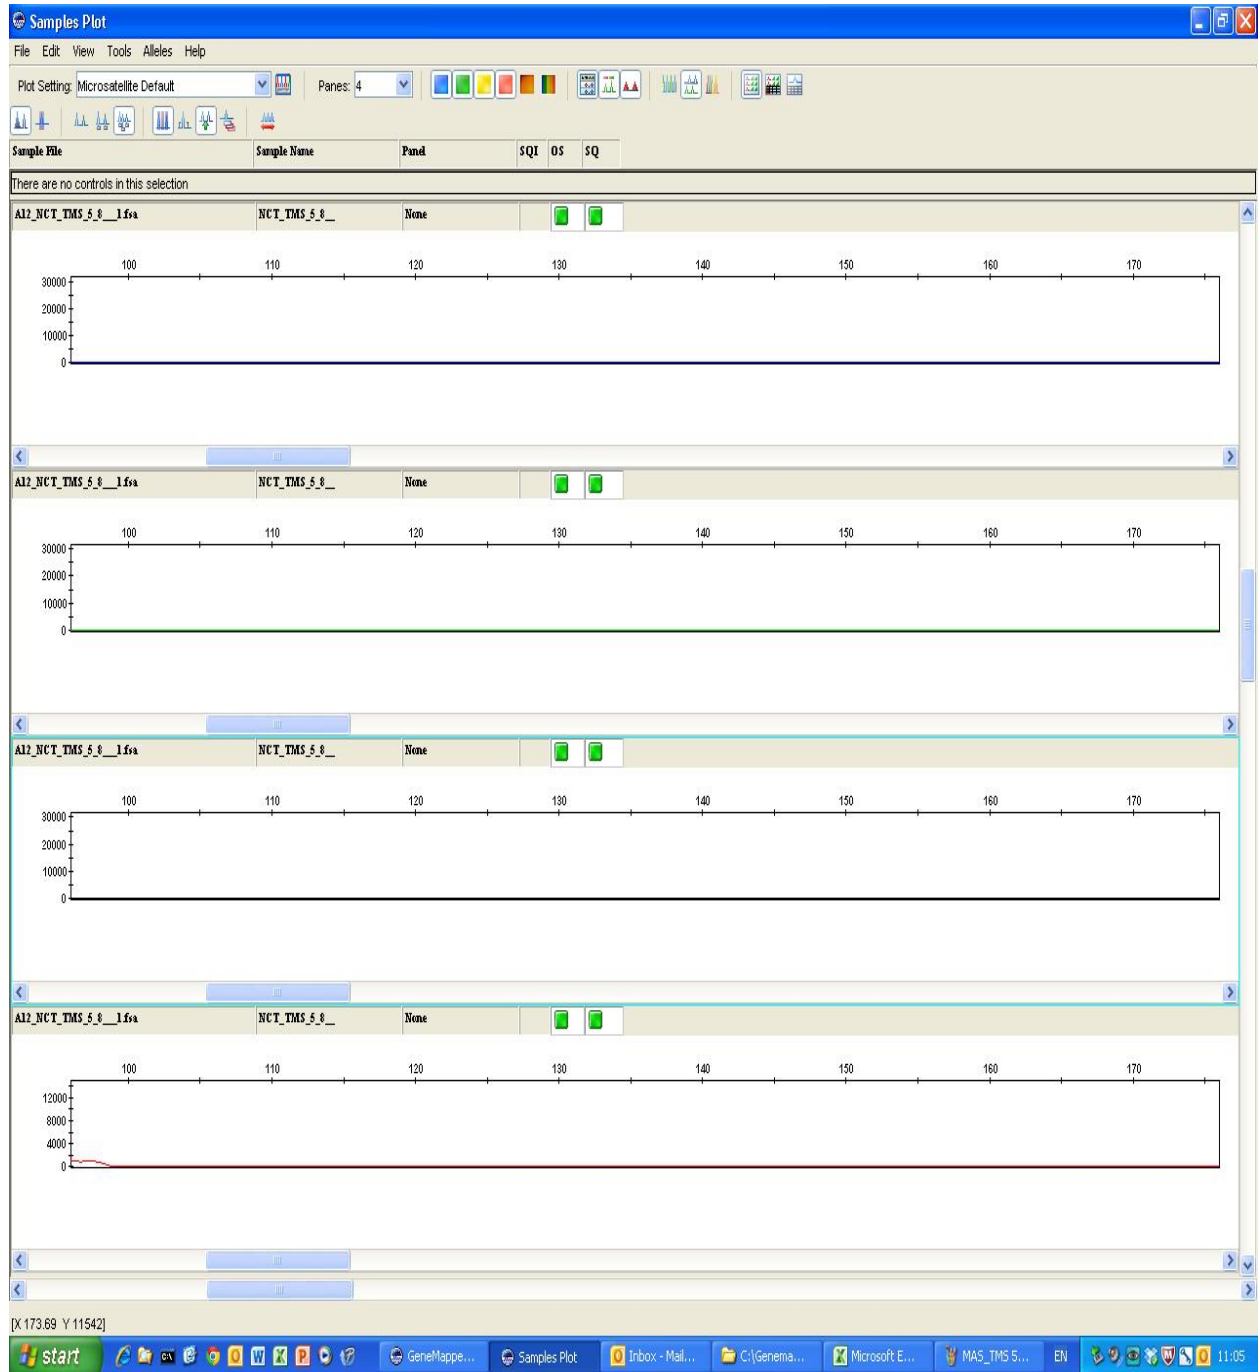 Samples Plot
File Edit View Tools Alleles Help
Plot Setting: Microsatellite Default Panes: 4
Sample File Sample Name Panel SQI OS SQ
There are no controls in this selection
A12_NCT_TMS_5_8__1.fsa NCT_TMS_5_8__ None
100 110 120 130 140 150 160 170
30000
20000
10000
0
A12_NCT_TMS_5_8__1.fsa NCT_TMS_5_8__ None
100 110 120 130 140 150 160 170
30000
20000
10000
0
A12_NCT_TMS_5_8__1.fsa NCT_TMS_5_8__ None
100 110 120 130 140 150 160 170
30000
20000
10000
0
A12_NCT_TMS_5_8__1.fsa NCT_TMS_5_8__ None
100 110 120 130 140 150 160 170
12000
8000
4000
0
[X 173.69 Y 11542]
start GeneMappe... Samples Plot Inbox - Mail... C:\Genema... Microsoft E... MAS_TMS 5... EN 11:05